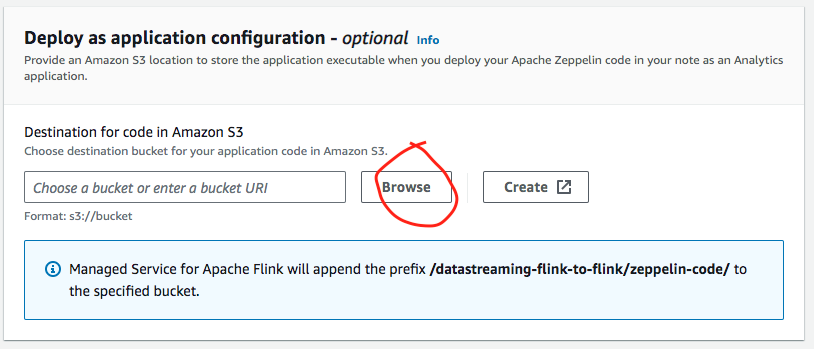 Deploy as application configuration - optional Info
Provide an Amazon S3 location to store the application executable when you deploy your Apache Zeppelin code in your note as an Analytics
application.
Destination for code in Amazon S3
Choose destination bucket for your application code in Amazon S3.
Choose a bucket or enter a bucket URI
Browse
Create
Format: s3://bucket
Managed Service for Apache Flink will append the prefix /datastreaming-flink-to-flink/zeppelin-code/ to
the specified bucket.